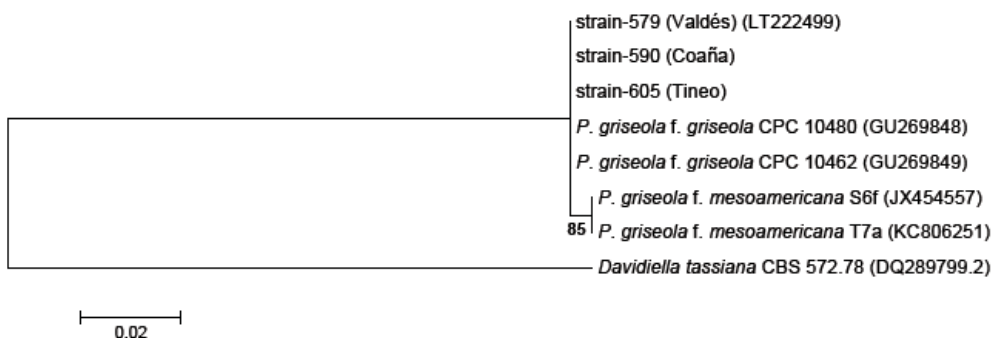 strain-579 (Valdés) (LT222499)
strain-590 (Coaña)
strain-605 (Tineo)
P. griseola f. griseola CPC 10480 (GU269848)
P. griseola f. griseola CPC 10462 (GU269849)
P. griseola f. mesoamericana S6f (JX454557)
85 P. griseola f. mesoamericana T7a (KC806251)
Davidiella tassiana CBS 572.78 (DQ289799.2)
0.02